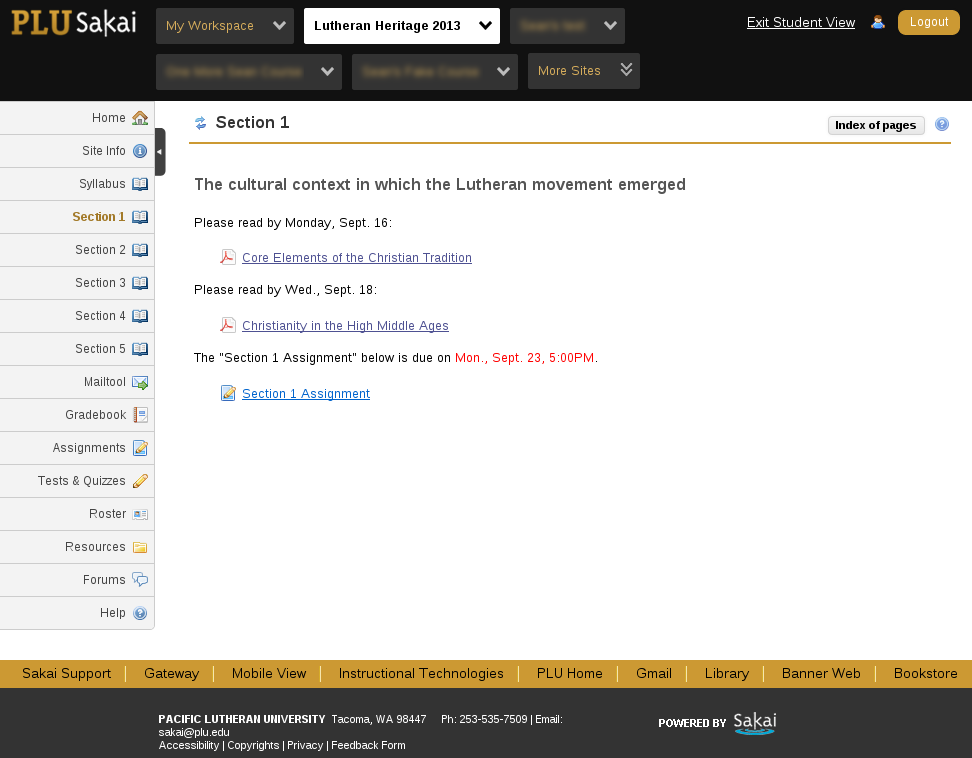 PLU Sakai
My Workspace
Lutheran Heritage 2013
Exit Student View
Logout
More Sites
Home
Site Info
Syllabus
Section 1
Section 2
Section 3
Section 4
Section 5
Mailtool
Gradebook
Assignments
Tests & Quizzes
Roster
Resources
Forums
Help
Section 1
Index of pages
The cultural context in which the Lutheran movement emerged
Please read by Monday, Sept. 16:
Core Elements of the Christian Tradition
Please read by Wed., Sept. 18:
Christianity in the High Middle Ages
The "Section 1 Assignment" below is due on Mon., Sept. 23, 5:00PM.
Section 1 Assignment
Sakai Support | Gateway | Mobile View | Instructional Technologies | PLU Home | Gmail | Library | Banner Web | Bookstore
PACIFIC LUTHERAN UNIVERSITY Tacoma, WA 98447 Ph: 253-535-7509 | Email:
sakai@plu.edu
Accessibility | Copyrights | Privacy | Feedback Form
POWERED BY Sakai